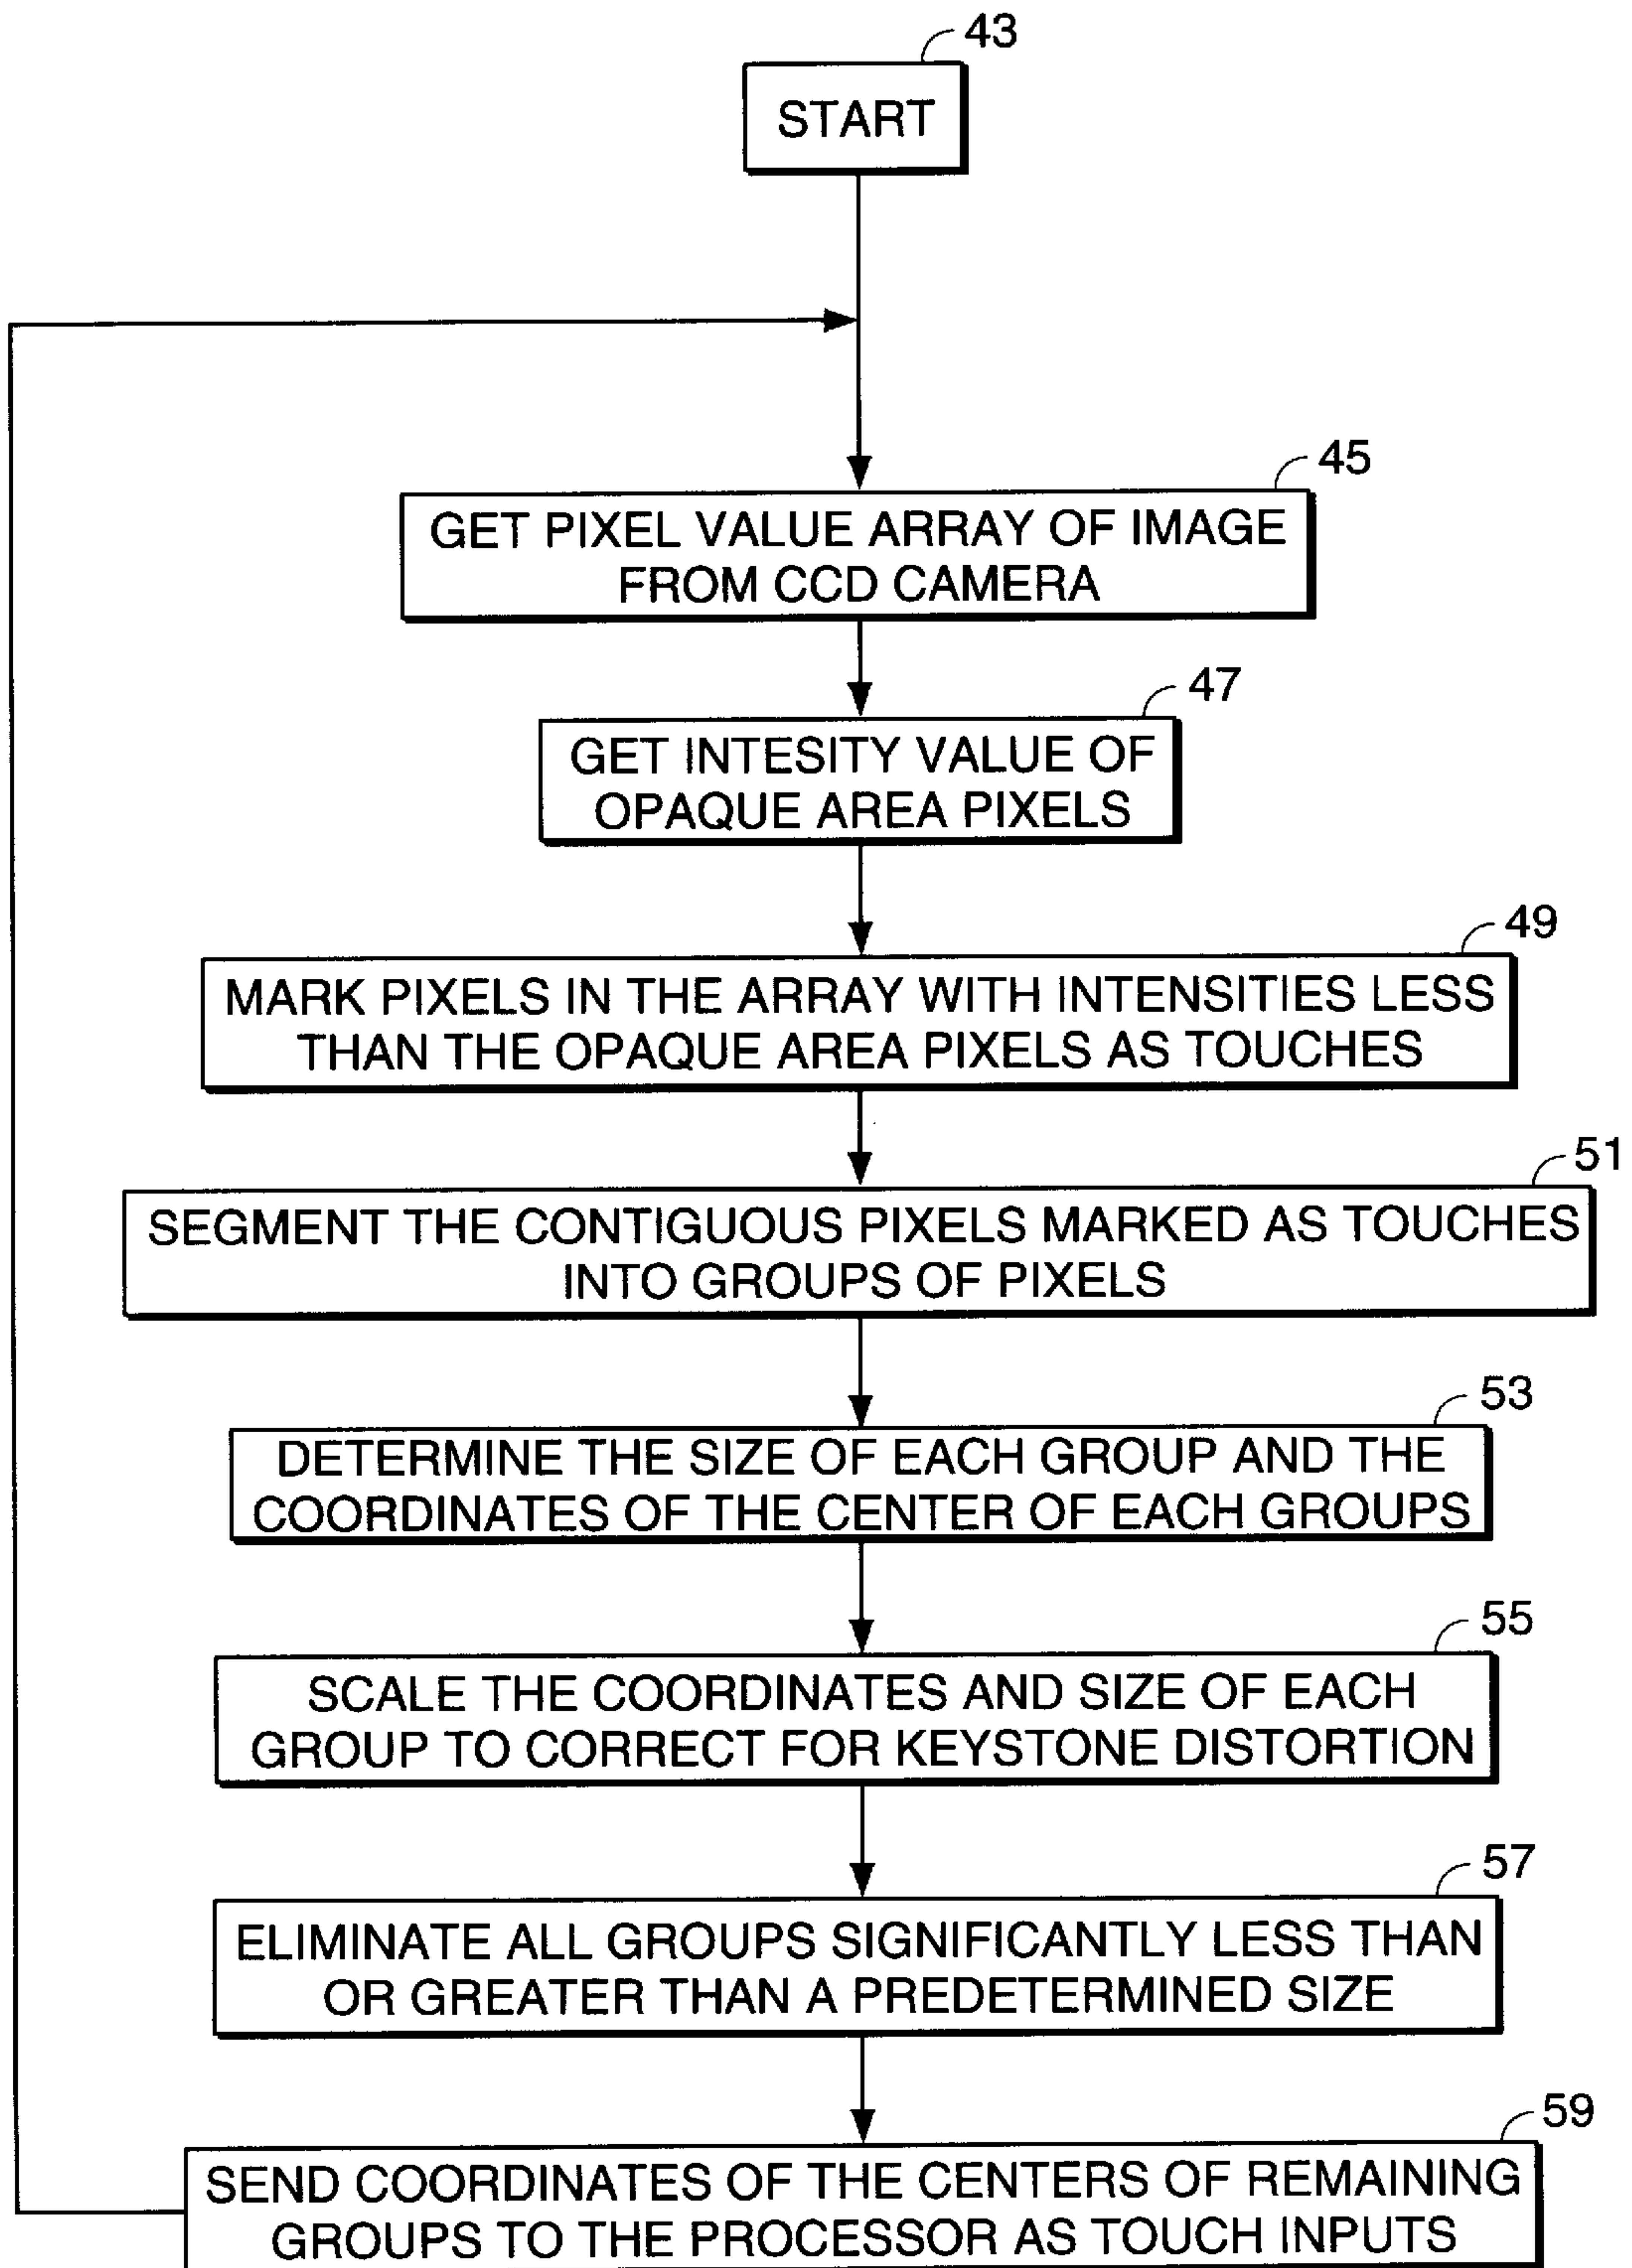 43
START
45
GET PIXEL VALUE ARRAY OF IMAGE
FROM CCD CAMERA
47
GET INTESITY VALUE OF
OPAQUE AREA PIXELS
49
MARK PIXELS IN THE ARRAY WITH INTENSITIES LESS
THAN THE OPAQUE AREA PIXELS AS TOUCHES
51
SEGMENT THE CONTIGUOUS PIXELS MARKED AS TOUCHES
INTO GROUPS OF PIXELS
53
DETERMINE THE SIZE OF EACH GROUP AND THE
COORDINATES OF THE CENTER OF EACH GROUPS
55
SCALE THE COORDINATES AND SIZE OF EACH
GROUP TO CORRECT FOR KEYSTONE DISTORTION
57
ELIMINATE ALL GROUPS SIGNIFICANTLY LESS THAN
OR GREATER THAN A PREDETERMINED SIZE
59
SEND COORDINATES OF THE CENTERS OF REMAINING
GROUPS TO THE PROCESSOR AS TOUCH INPUTS